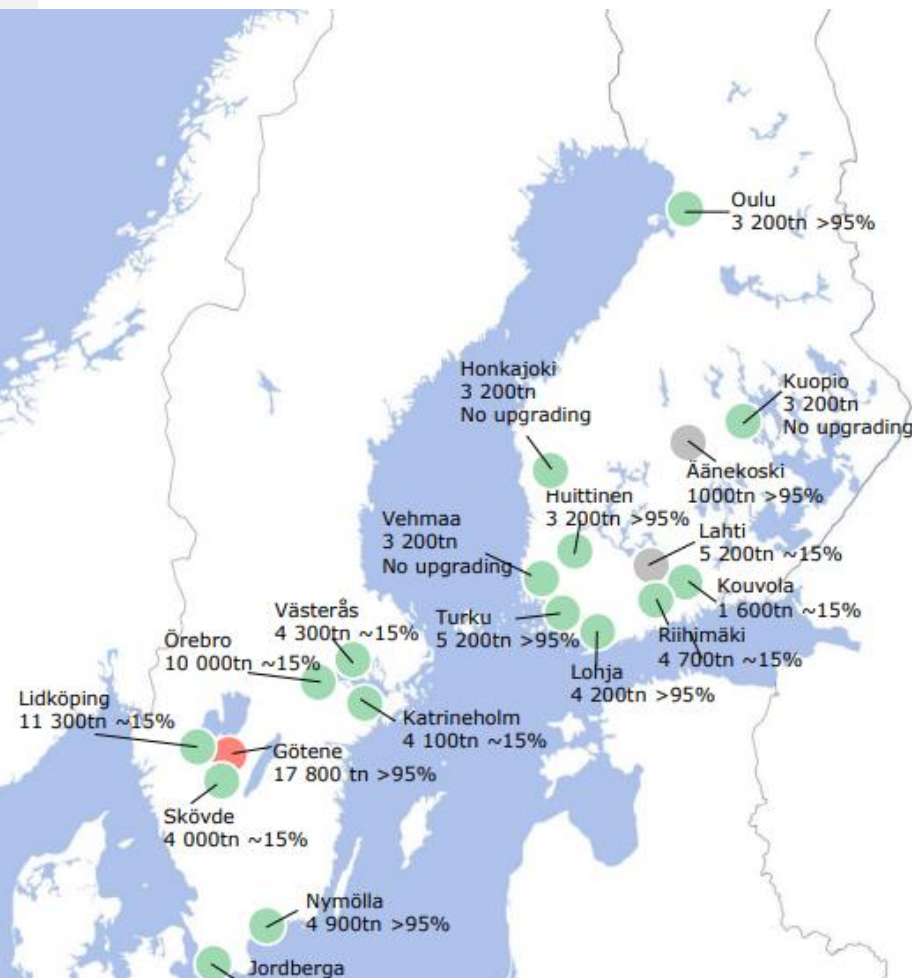 Oulu
3 200tn >95%
Honkajoki
3 200tn
No upgrading
Kuopio
3 200tn
No upgrading
Äänekoski
1000tn >95%
Huittinen
3 200tn >95%
Vehmaa
3 200tn
No upgrading
Lahti
5 200tn ~15%
Kouvola
1 600tn ~15%
Västerås
4 300tn ~15%
Turku
5 200tn >95%
Riihimäki
4 700tn ~15%
Örebro
10 000tn ~15%
Lohja
4 200tn >95%
Lidköping
11 300tn ~15%
Katrineholm
4 100tn ~15%
Götene
17 800 tn >95%
Skövde
4 000tn ~15%
Nymölla
4 900tn >95%
Jordberga